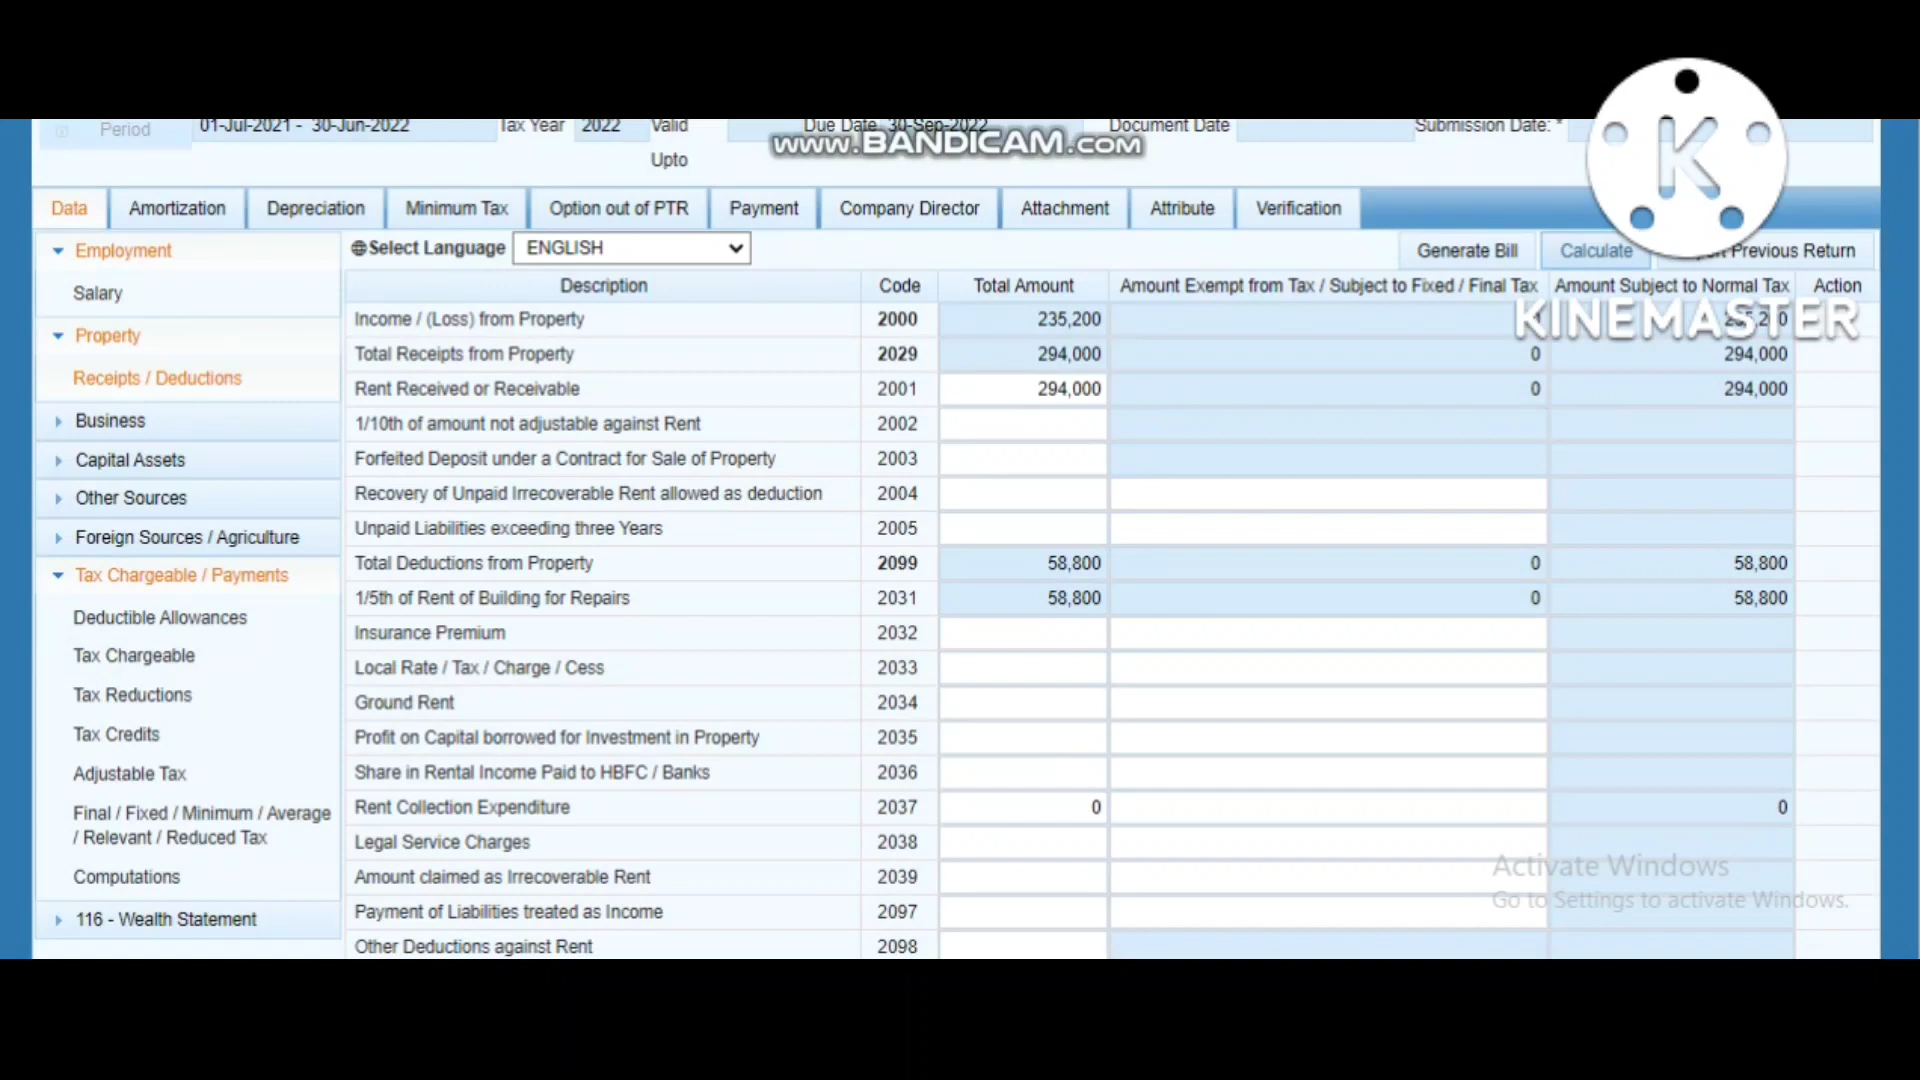 Period 01-Jul-2021 - 30-Jun-2022 Tax Year 2022 Valid Upto Due Date 30-Sep-2022 Document Date Submission Date: *
www.BANDICAM.com
K
Data Amortization Depreciation Minimum Tax Option out of PTR Payment Company Director Attachment Attribute Verification
Employment
Salary
Property
Receipts / Deductions
Business
Capital Assets
Other Sources
Foreign Sources / Agriculture
Tax Chargeable / Payments
Deductible Allowances
Tax Chargeable
Tax Reductions
Tax Credits
Adjustable Tax
Final / Fixed / Minimum / Average
/ Relevant / Reduced Tax
Computations
116 - Wealth Statement
Select Language ENGLISH Generate Bill Calculate Previous Return
Description Code Total Amount Amount Exempt from Tax / Subject to Fixed / Final Tax Amount Subject to Normal Tax Action
Income / (Loss) from Property 2000 235,200
KINEMASTER
Total Receipts from Property 2029 294,000 0 294,000
Rent Received or Receivable 2001 294,000 0 294,000
1/10th of amount not adjustable against Rent 2002
Forfeited Deposit under a Contract for Sale of Property 2003
Recovery of Unpaid Irrecoverable Rent allowed as deduction 2004
Unpaid Liabilities exceeding three Years 2005
Total Deductions from Property 2099 58,800 0 58,800
1/5th of Rent of Building for Repairs 2031 58,800 0 58,800
Insurance Premium 2032
Local Rate / Tax / Charge / Cess 2033
Ground Rent 2034
Profit on Capital borrowed for Investment in Property 2035
Share in Rental Income Paid to HBFC / Banks 2036
Rent Collection Expenditure 2037 0 0
Legal Service Charges 2038
Amount claimed as Irrecoverable Rent 2039
Payment of Liabilities treated as Income 2097
Other Deductions against Rent 2098
Activate Windows
Go to Settings to activate Windows.